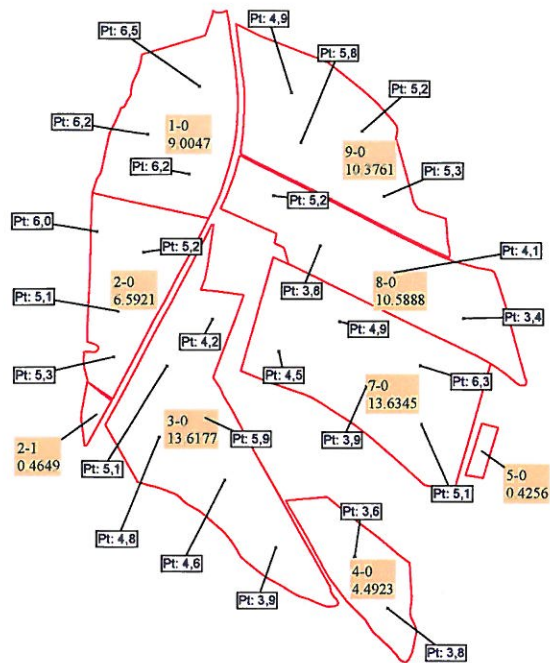 Pt: 6,5
Pt: 4,9
Pt: 5,8
Pt: 5,2
Pt: 6,2
1-0
9.0047
9-0
10.3761
Pt: 6,2
Pt: 5,3
Pt: 5,2
Pt: 6,0
Pt: 5,2
Pt: 4,1
2-0
6.5921
Pt: 3,8
8-0
10.5888
Pt: 5,1
Pt: 4,2
Pt: 4,9
Pt: 3,4
Pt: 5,3
Pt: 4,5
Pt: 6,3
7-0
13.6345
3-0
13.6177
Pt: 5,9
Pt: 3,9
2-1
0.4649
Pt: 5,1
5-0
0.4256
Pt: 5,1
Pt: 4,8
Pt: 4,6
Pt: 3,6
4-0
4.4923
Pt: 3,9
Pt: 3,8